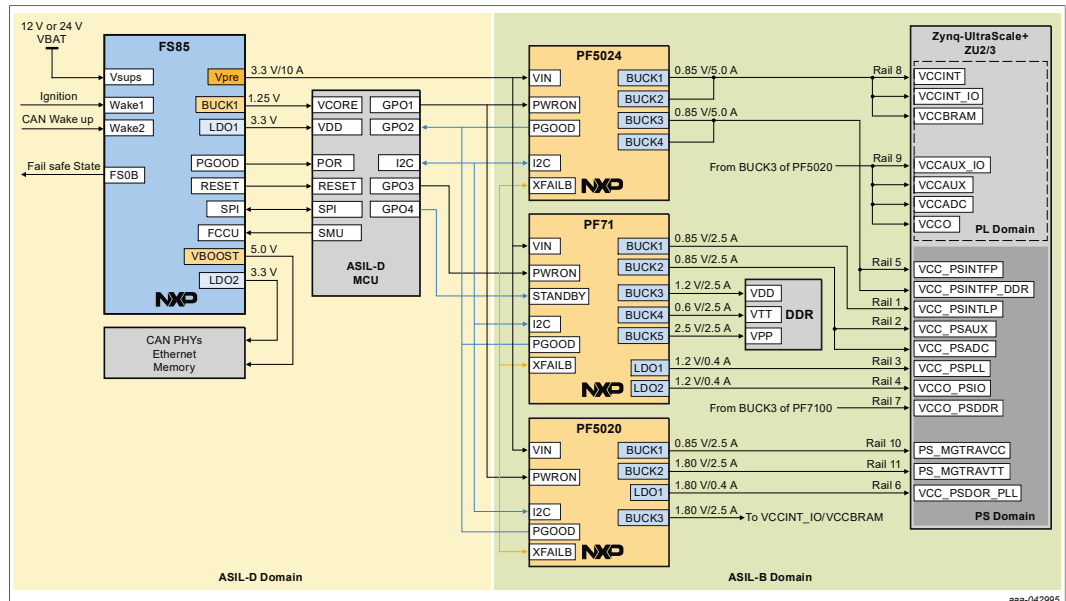 12 V or 24 V
VBAT
FS85
Vsups
Vpre
3.3 V/10 A
Ignition
Wake1
BUCK1
1.25 V
CAN Wake up
Wake2
LDO1
3.3 V
Fail safe State
FS0B
PGOOD
RESET
SPI
FCCU
VBOOST
5.0 V
LDO2
3.3 V
NXP
VCORE
GPO1
VDD
GPO2
POR
I2C
RESET
GPO3
SPI
GPO4
SMU
ASIL-D
MCU
CAN PHYs
Ethernet
Memory
ASIL-D Domain
PF5024
VIN
BUCK1
0.85 V/5.0 A
Rail 8
BUCK2
PWRON
BUCK3
0.85 V/5.0 A
PGOOD
BUCK4
I2C
XFAILB
NXP
From BUCK3 of PF5020
Rail 9
PF71
VIN
BUCK1
0.85 V/2.5 A
PWRON
BUCK2
0.85 V/2.5 A
STANDBY
BUCK3
1.2 V/2.5 A
BUCK4
0.6 V/2.5 A
I2C
BUCK5
2.5 V/2.5 A
PGOOD
XFAILB
LDO1
1.2 V/0.4 A
LDO2
1.2 V/0.4 A
NXP
VDD
VTT
VPP
DDR
Rail 5
Rail 1
Rail 2
Rail 3
Rail 4
From BUCK3 of PF7100
Rail 7
PF5020
VIN
BUCK1
0.85 V/2.5 A
Rail 10
PWRON
BUCK2
1.80 V/2.5 A
Rail 11
LDO1
1.80 V/0.4 A
Rail 6
I2C
BUCK3
1.80 V/2.5 A
To VCCINT_IO/VCCBRAM
PGOOD
XFAILB
NXP
Zynq-UltraScale+
ZU2/3
VCCINT
VCCINT_IO
VCCBRAM
VCCAUX_IO
VCCAUX
VCCADC
VCCO
PL Domain
VCC_PSINTFP
VCC_PSINTFP_DDR
VCC_PSINTLP
VCC_PSAUX
VCC_PSADC
VCC_PSPLL
VCCO_PSIO
VCCO_PSDDR
PS_MGTRAVCC
PS_MGTRAVTT
VCC_PSDOR_PLL
PS Domain
ASIL-B Domain
aaa-042995